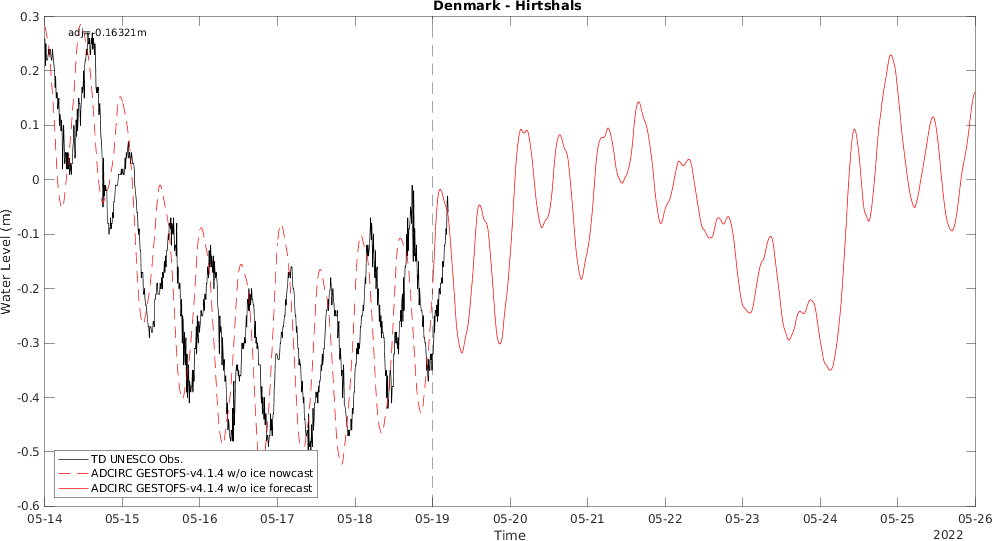 Denmark - Hirtshals
adj=-0.16321m
0.3
0.2
0.1
0
-0.1
-0.2
-0.3
-0.4
-0.5
-0.6
Water Level (m)
TD UNESCO Obs.
ADCIRC GESTOFS-v4.1.4 w/o ice nowcast
ADCIRC GESTOFS-v4.1.4 w/o ice forecast
05-14 05-15 05-16 05-17 05-18 05-19 05-20 05-21 05-22 05-23 05-24 05-25 05-26
Time
2022